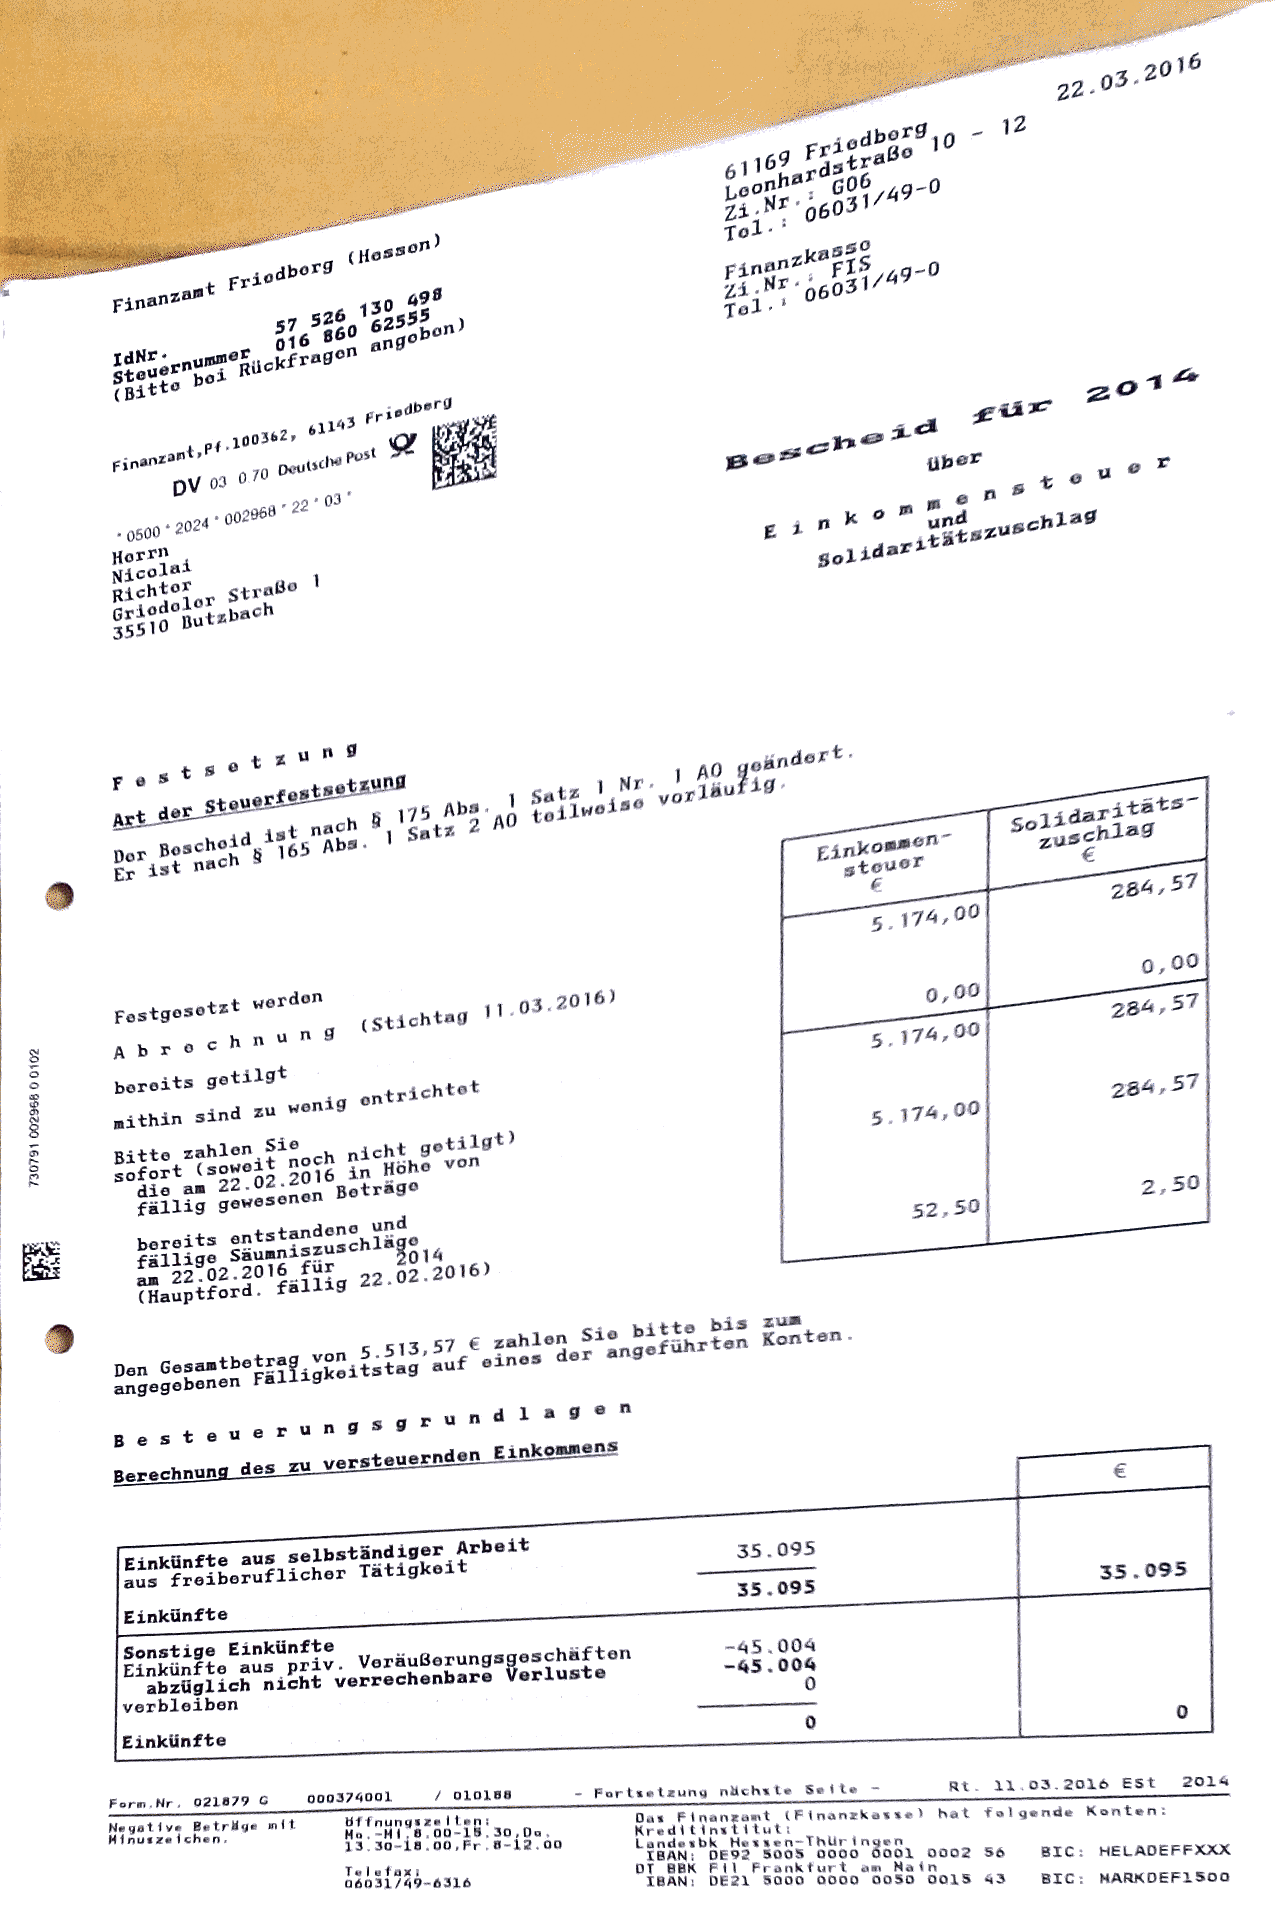 22.03.2016
61169 Friedberg
Leonhardstraße 10 - 12
Zi.Nr.: G06
Tel.: 06031/49-0
Finanzkasse
Zi.Nr.: FIS
Tel.: 06031/49-0
Finanzamt Friedberg (Hessen)
IdNr. 57 526 130 498
Steuernummer 016 860 62555
(Bitte bei Rückfragen angeben)
Finanzamt,Pf.100362, 61143 Friedberg
DV 03 0.70 Deutsche Post
* 0500 * 2024 * 002968 * 22 * 03 *
Herrn
Nicolai
Richter
Griedeler Straße 1
35510 Butzbach
Bescheid für 2014
über
Einkommensteuer
und
Solidaritätszuschlag
Festsetzung
Art der Steuerfestsetzung
Der Bescheid ist nach § 175 Abs. 1 Satz 1 Nr. 1 AO geändert.
Er ist nach § 165 Abs. 1 Satz 2 AO teilweise vorläufig.
Einkommen- Solidaritäts-
steuer zuschlag
€ €
Festgesetzt werden 5.174,00 284,57
Abrechnung (Stichtag 11.03.2016)
bereits getilgt 0,00 0,00
mithin sind zu wenig entrichtet 5.174,00 284,57
Bitte zahlen Sie
sofort (soweit noch nicht getilgt)
die am 22.02.2016 in Höhe von 5.174,00 284,57
fällig gewesenen Beträge
bereits entstandene und
fällige Säumniszuschläge
am 22.02.2016 für 2014 52,50 2,50
(Hauptford. fällig 22.02.2016)
730791 002968 0 0102
Den Gesamtbetrag von 5.513,57 € zahlen Sie bitte bis zum
angegebenen Fälligkeitstag auf eines der angeführten Konten.
Besteuerungsgrundlagen
Berechnung des zu versteuernden Einkommens
€
Einkünfte aus selbständiger Arbeit
aus freiberuflicher Tätigkeit 35.095
Einkünfte 35.095 35.095
Sonstige Einkünfte
Einkünfte aus priv. Veräußerungsgeschäften -45.004
abzüglich nicht verrechenbare Verluste -45.004
verbleiben 0
Einkünfte 0 0
Form.Nr. 021879 G 000374001 / 010188 - Fortsetzung nächste Seite - Rt. 11.03.2016 ESt 2014
Negative Beträge mit
Minuszeichen.
Öffnungszeiten:
Mo.-Mi.8.00-15.30,Do.
13.30-18.00,Fr.8-12.00
Telefax:
06031/49-6316
Das Finanzamt (Finanzkasse) hat folgende Konten:
Kreditinstitut:
Landesbk Hessen-Thüringen
IBAN: DE92 5005 0000 0001 0002 56 BIC: HELADEFFXXX
DT BBK Fil Frankfurt am Main
IBAN: DE21 5000 0000 0050 0015 43 BIC: MARKDEF1500